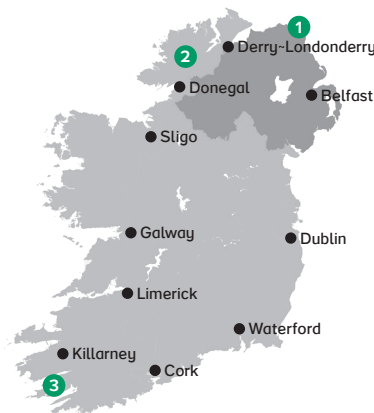 1
2
Derry~Londonderry
Donegal
Belfast
Sligo
Galway
Dublin
Limerick
Waterford
Killarney
Cork
3